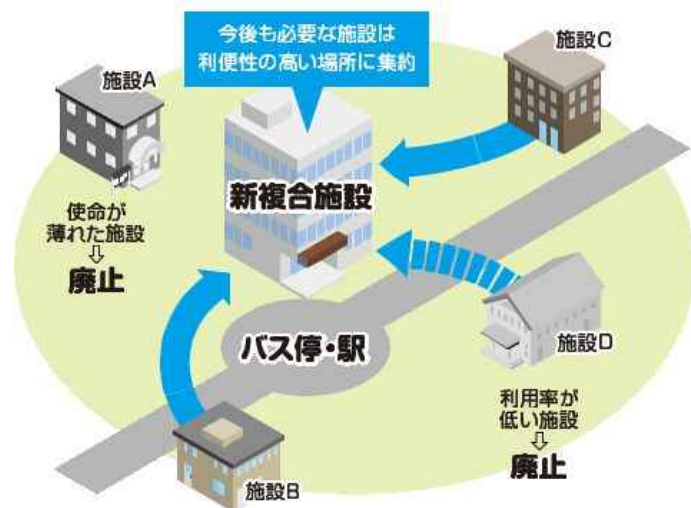 今後も必要な施設は
利便性の高い場所に集約
施設A
施設C
使命が
薄れた施設
⇩
廃止
新複合施設
バス停・駅
施設D
利用率が
低い施設
⇩
廃止
施設B